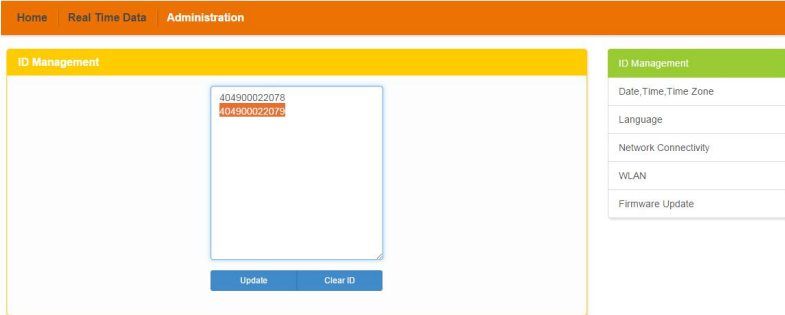 Home Real Time Data Administration
ID Management
404900022078
404900022079
Update Clear ID
ID Management
Date,Time,Time Zone
Language
Network Connectivity
WLAN
Firmware Update